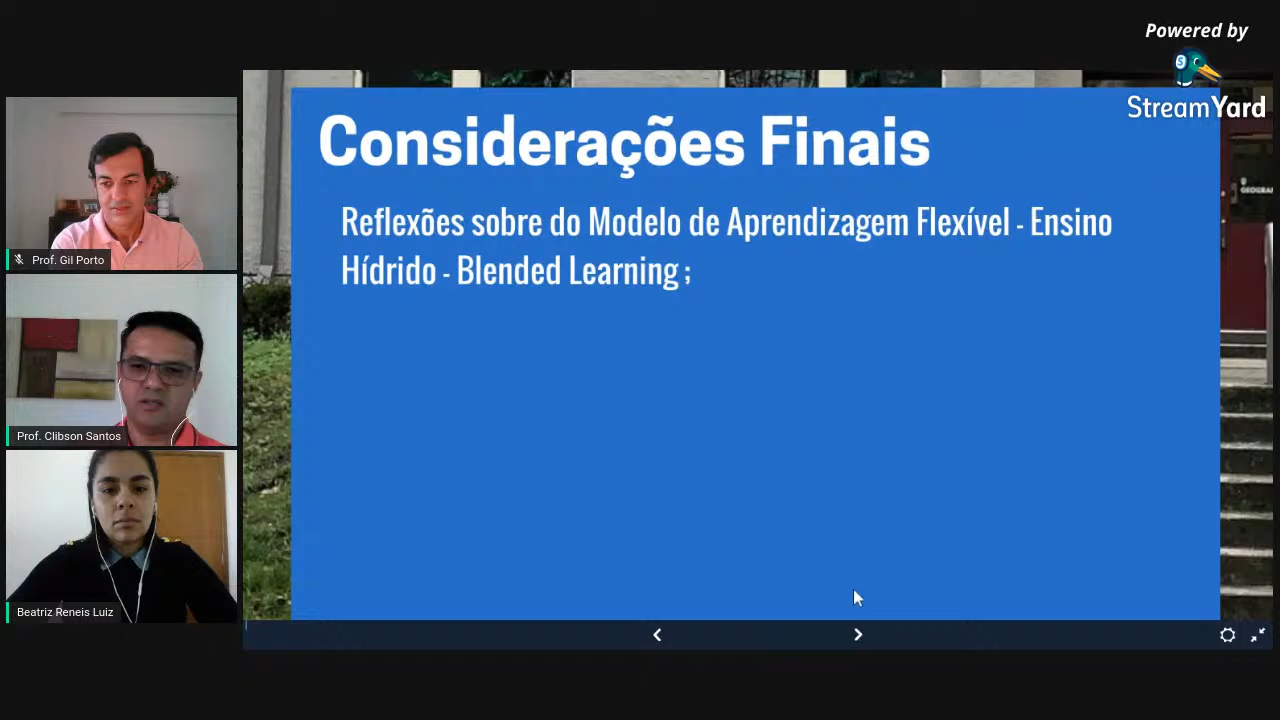 Powered by
StreamYard
Considerações Finais
Reflexões sobre do Modelo de Aprendizagem Flexível - Ensino
Hídrido - Blended Learning ;
Prof. Gil Porto
Prof. Clibson Santos
Beatriz Reneis Luiz